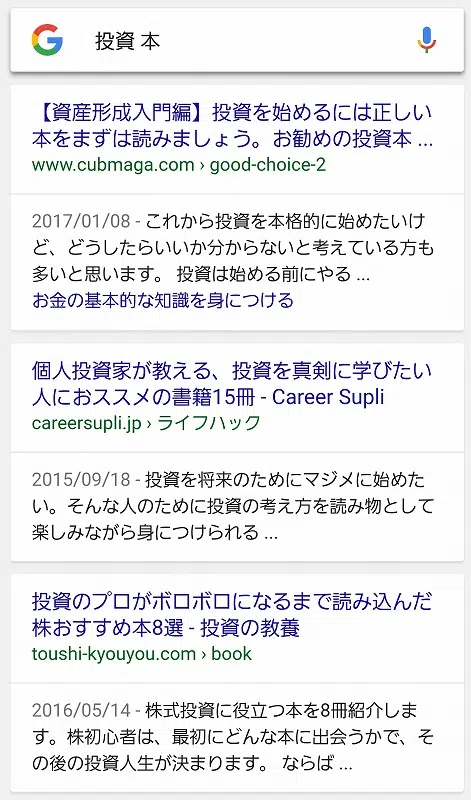 投資 本
【資産形成入門編】投資を始めるには正しい
本をまずは読みましょう。お勧めの投資本 ...
www.cubmaga.com › good-choice-2
2017/01/08 - これから投資を本格的に始めたいけ
ど、どうしたらいいか分からないと考えている方も
多いと思います。 投資は始める前にやる ...
お金の基本的な知識を身につける
個人投資家が教える、投資を真剣に学びたい
人におススメの書籍15冊 - Career Supli
careersupli.jp › ライフハック
2015/09/18 - 投資を将来のためにマジメに始めた
い。そんな人のために投資の考え方を読み物として
楽しみながら身につけられる ...
投資のプロがボロボロになるまで読み込んだ
株おすすめ本8選 - 投資の教養
toushi-kyouyou.com › book
2016/05/14 - 株式投資に役立つ本を8冊紹介しま
す。株初心者は、最初にどんな本に出会うかで、そ
の後の投資人生が決まります。 ならば ...